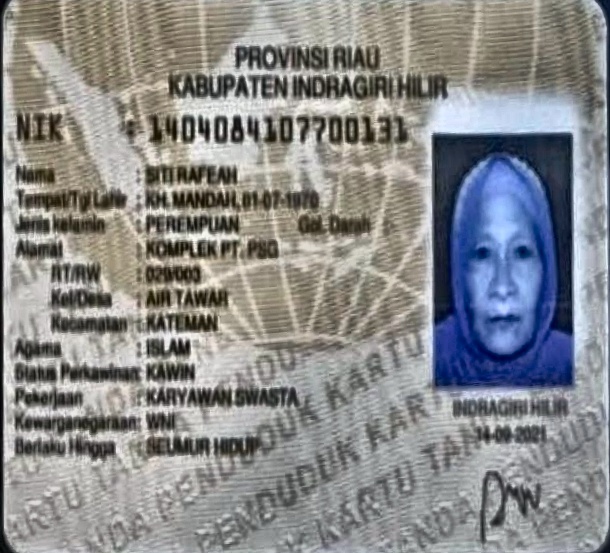 PROVINSI RIAU
KABUPATEN INDRAGIRI HILIR
NIK : 1404084107700131
Nama : SITI RAFEAH
Tempat/Tgl Lahir : KH. MANDAH, 01-07-1970
Jenis kelamin : PEREMPUAN Gol. Darah
Alamat : KOMPLEK PT. PSG
RT/RW : 029/003
Kel/Desa : AIR TAWAR
Kecamatan : KATEMAN
Agama : ISLAM
Status Perkawinan: KAWIN
Pekerjaan : KARYAWAN SWASTA
Kewarganegaraan: WNI
Berlaku Hingga : SEUMUR HIDUP
INDRAGIRI HILIR
14-09-2021